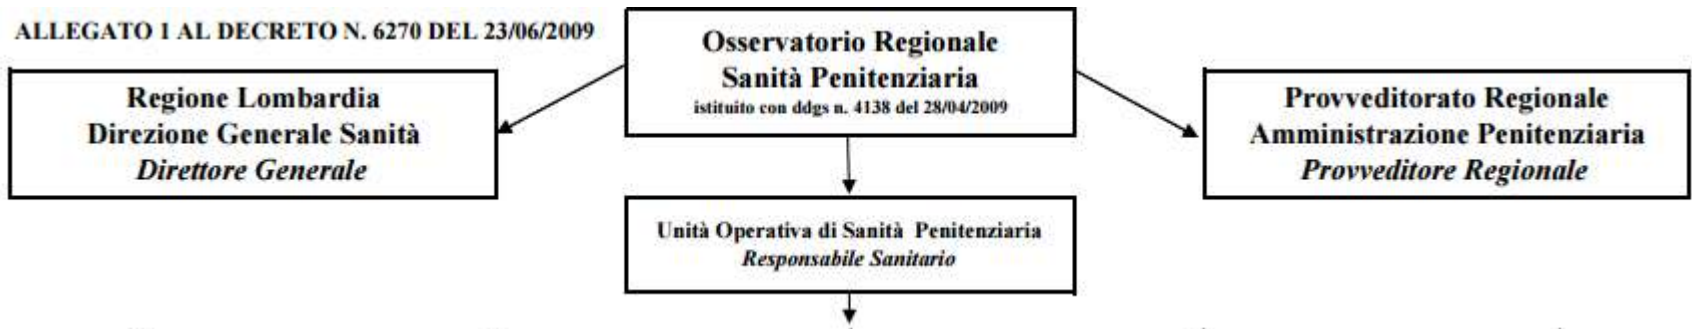 ALLEGATO 1 AL DECRETO N. 6270 DEL 23/06/2009
Osservatorio Regionale
Sanità Penitenziaria
istituito con ddgs n. 4138 del 28/04/2009
Regione Lombardia
Direzione Generale Sanità
Direttore Generale
Provveditorato Regionale
Amministrazione Penitenziaria
Provveditore Regionale
Unità Operativa di Sanità Penitenziaria
Responsabile Sanitario